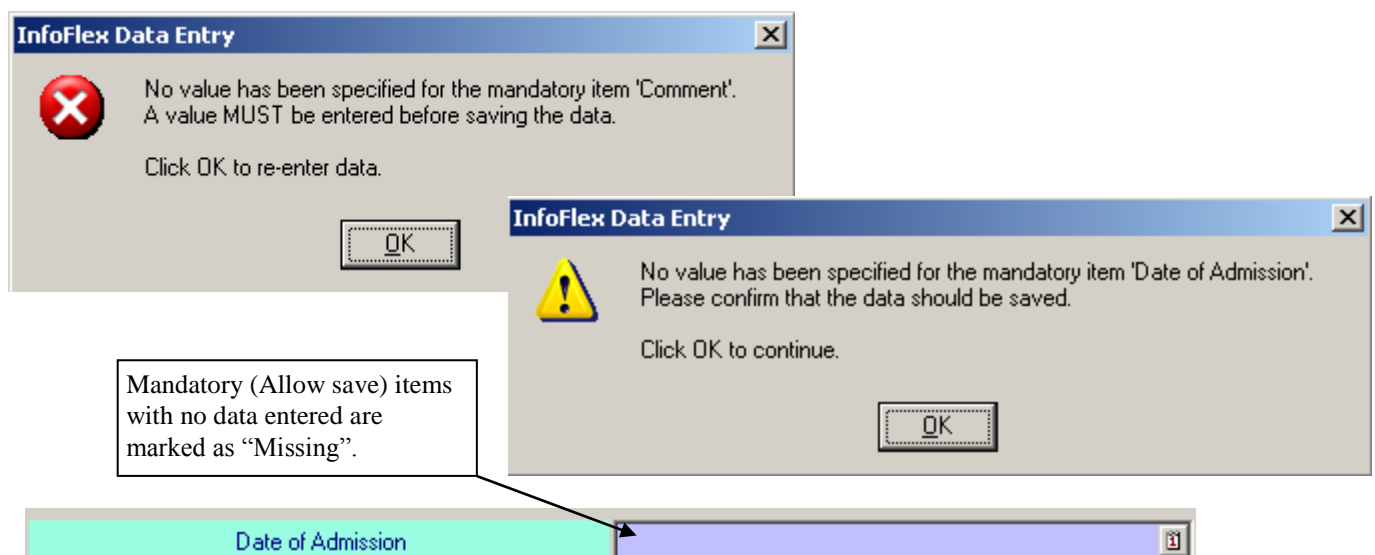 InfoFlex Data Entry
No value has been specified for the mandatory item 'Comment'.
A value MUST be entered before saving the data.
Click OK to re-enter data.
OK
InfoFlex Data Entry
No value has been specified for the mandatory item 'Date of Admission'.
Please confirm that the data should be saved.
Click OK to continue.
OK
Mandatory (Allow save) items
with no data entered are
marked as “Missing”.
Date of Admission
1